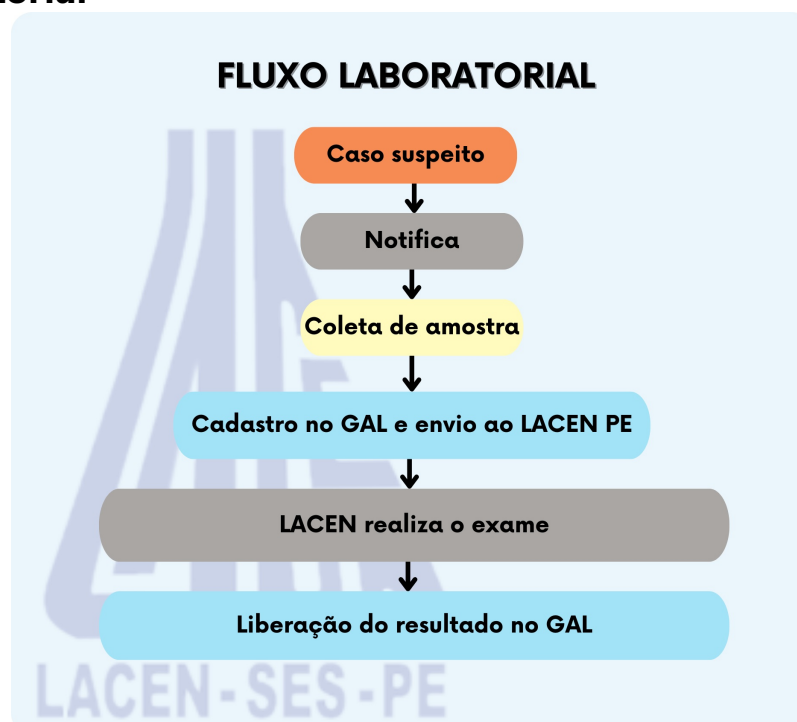 FLUXO LABORATORIAL
Caso suspeito
Notifica
Coleta de amostra
Cadastro no GAL e envio ao LACEN PE
LACEN realiza o exame
Liberação do resultado no GAL
LACEN - SES - PE